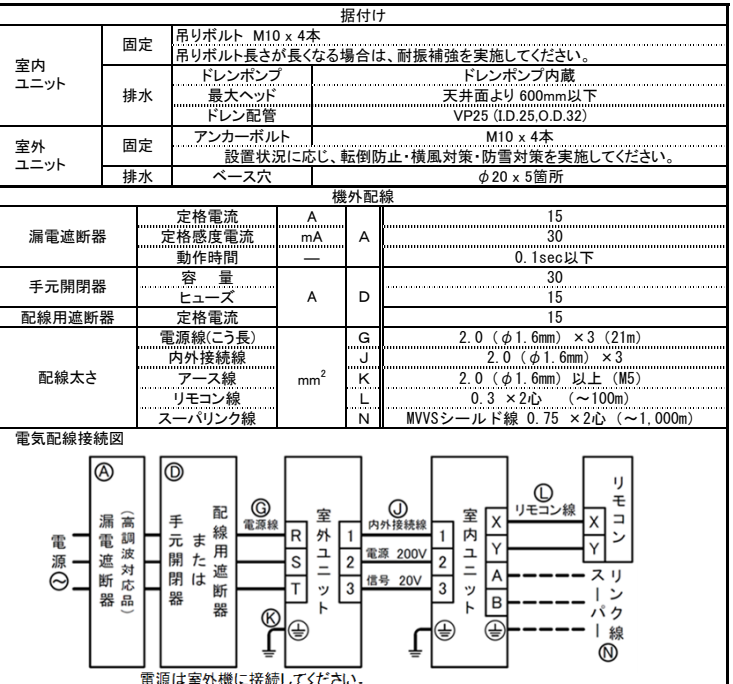 据付け
室内
ユニット
固定
吊りボルト M10 x 4本
吊りボルト長さが長くなる場合は、耐振補強を実施してください。
排水
ドレンポンプ ドレンポンプ内蔵
最大ヘッド 天井面より 600mm以下
ドレン配管 VP25 (I.D.25,O.D.32)
室外
ユニット
固定
アンカーボルト M10 x 4本
設置状況に応じ、転倒防止・横風対策・防雪対策を実施してください。
排水 ベース穴 φ20 x 5箇所
機外配線
漏電遮断器
定格電流 A 15
定格感度電流 mA A 30
動作時間 — 0.1sec以下
手元開閉器
容 量 30
ヒューズ A D 15
配線用遮断器 定格電流 15
配線太さ
電源線(こう長) G 2.0 (φ1.6mm) ×3 (21m)
内外接続線 J 2.0 (φ1.6mm) ×3
アース線 mm² K 2.0 (φ1.6mm) 以上 (M5)
リモコン線 L 0.3 ×2心 (~100m)
スーパリンク線 N MVVSシールド線 0.75 ×2心 (~1,000m)
電気配線接続図
電源
Ⓐ
漏電遮断器
(高調波対応品)
Ⓓ
手元開閉器
または
配線用遮断器
Ⓖ
電源線
R
S
T
Ⓚ
室外ユニット
1
2
3
Ⓙ
内外接続線
電源 200V
信号 20V
1
2
3
室内ユニット
X
Y
A
B
Ⓛ
リモコン線
X
Y
リモコン
スーパー
リンク線
Ⓝ
電源は室外機に接続してください。